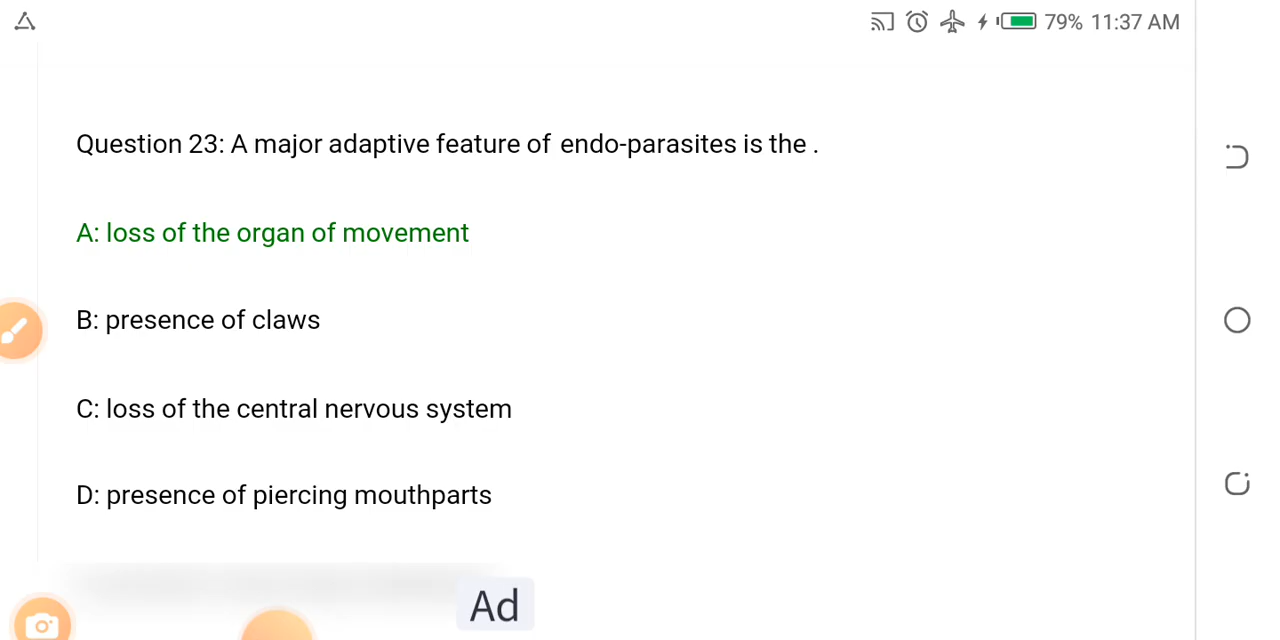 79% 11:37 AM
Question 23: A major adaptive feature of endo-parasites is the .
A: loss of the organ of movement
B: presence of claws
C: loss of the central nervous system
D: presence of piercing mouthparts
Ad